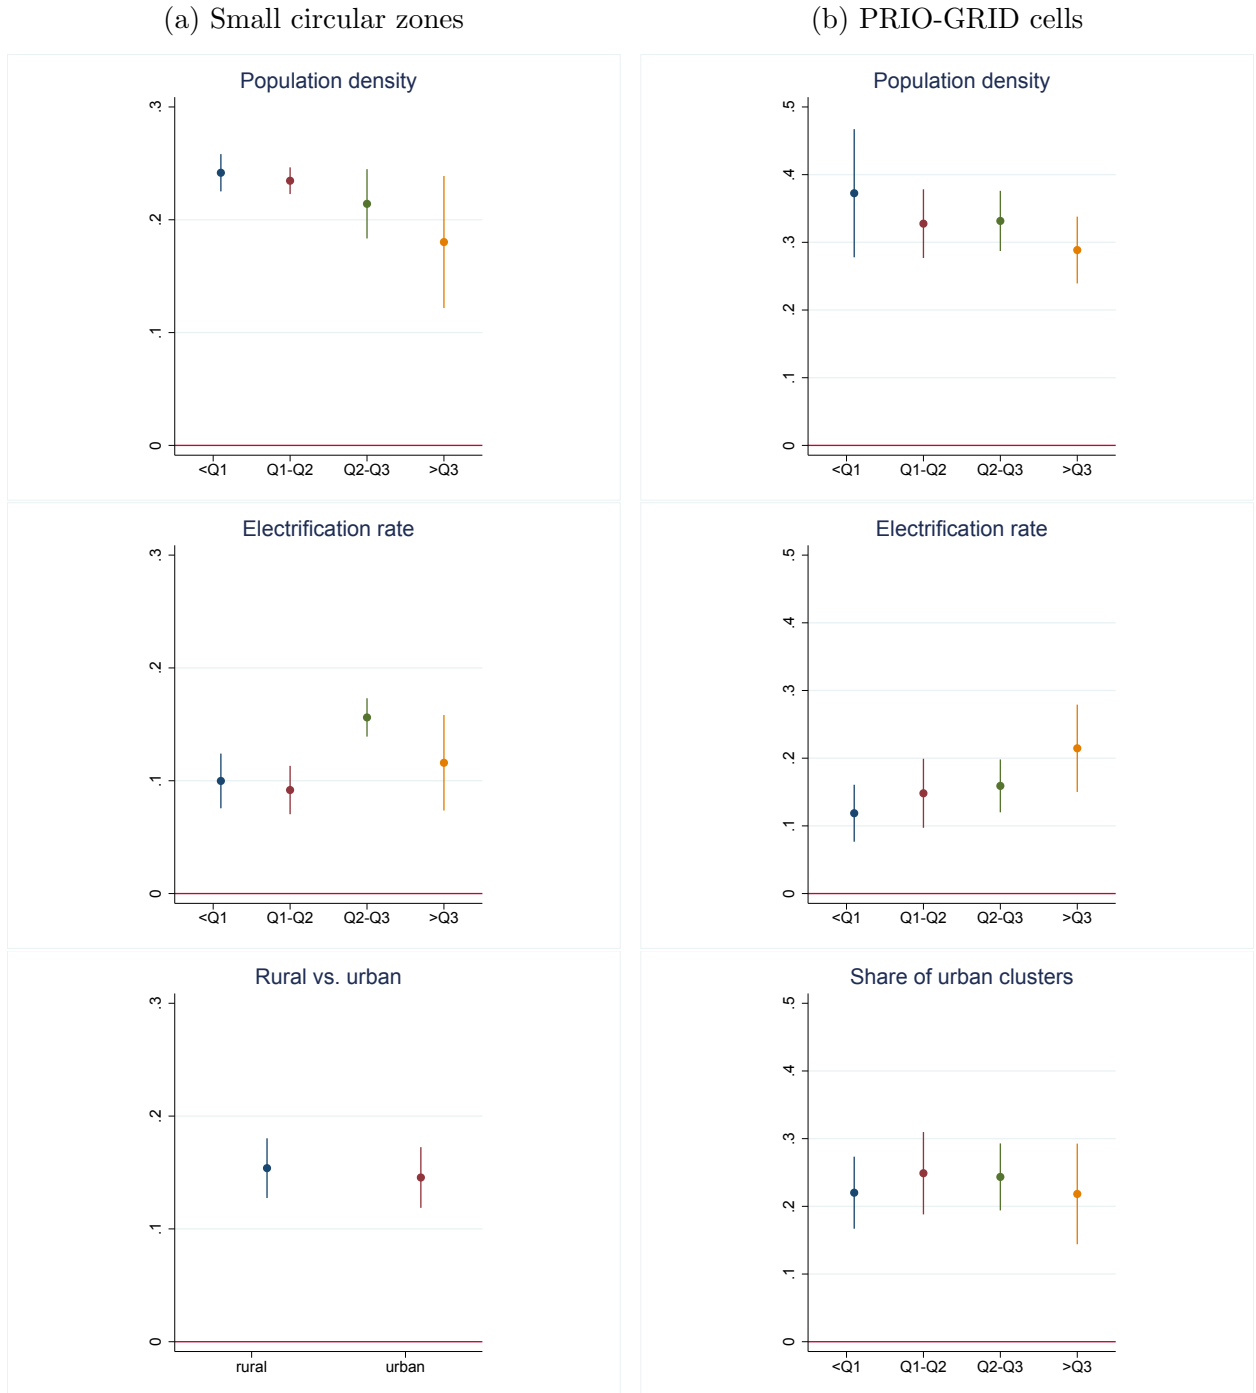 (a) Small circular zones
(b) PRIO-GRID cells
Population density
.3
.2
.1
0
<Q1 Q1-Q2 Q2-Q3 >Q3
Population density
.5
.4
.3
.2
.1
0
<Q1 Q1-Q2 Q2-Q3 >Q3
Electrification rate
.3
.2
.1
0
<Q1 Q1-Q2 Q2-Q3 >Q3
Electrification rate
.5
.4
.3
.2
.1
0
<Q1 Q1-Q2 Q2-Q3 >Q3
Rural vs. urban
.3
.2
.1
0
rural urban
Share of urban clusters
.5
.4
.3
.2
.1
0
<Q1 Q1-Q2 Q2-Q3 >Q3